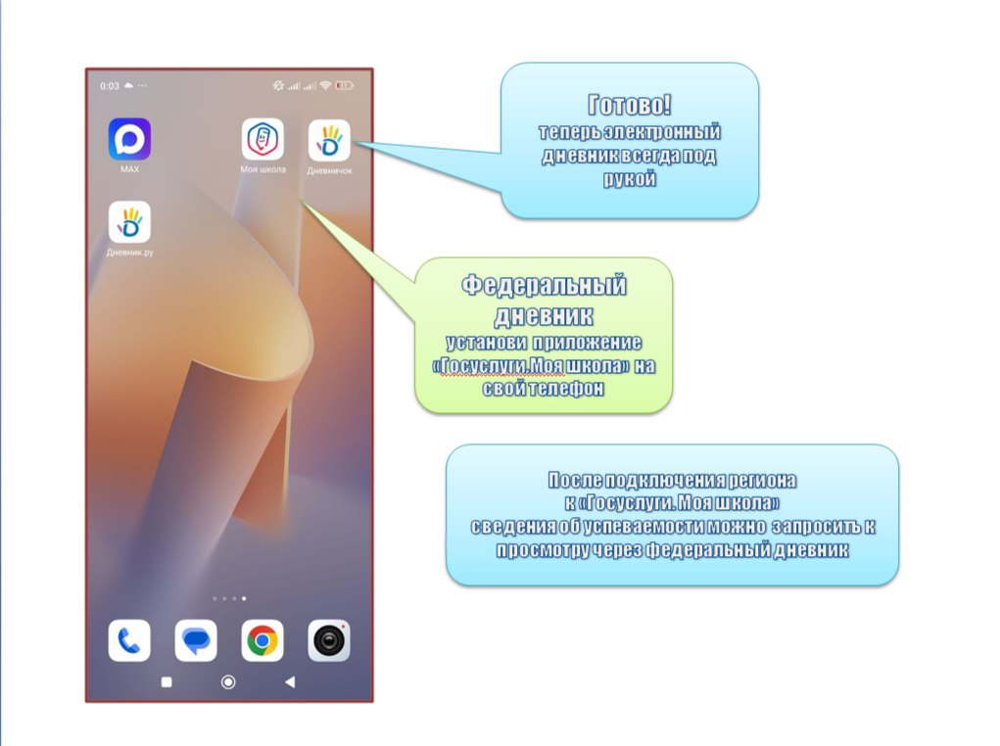 0:03
MAX
Моя школа
Дневничок
Дневник.ру
Готово!
теперь электронный
дневник всегда под
рукой
Федеральный
дневник
установи приложение
«Госуслуги.Моя школа» на
свой телефон
После подключения региона
к «Госуслуги. Моя школа»
сведения об успеваемости можно запросить к
просмотру через федеральный дневник